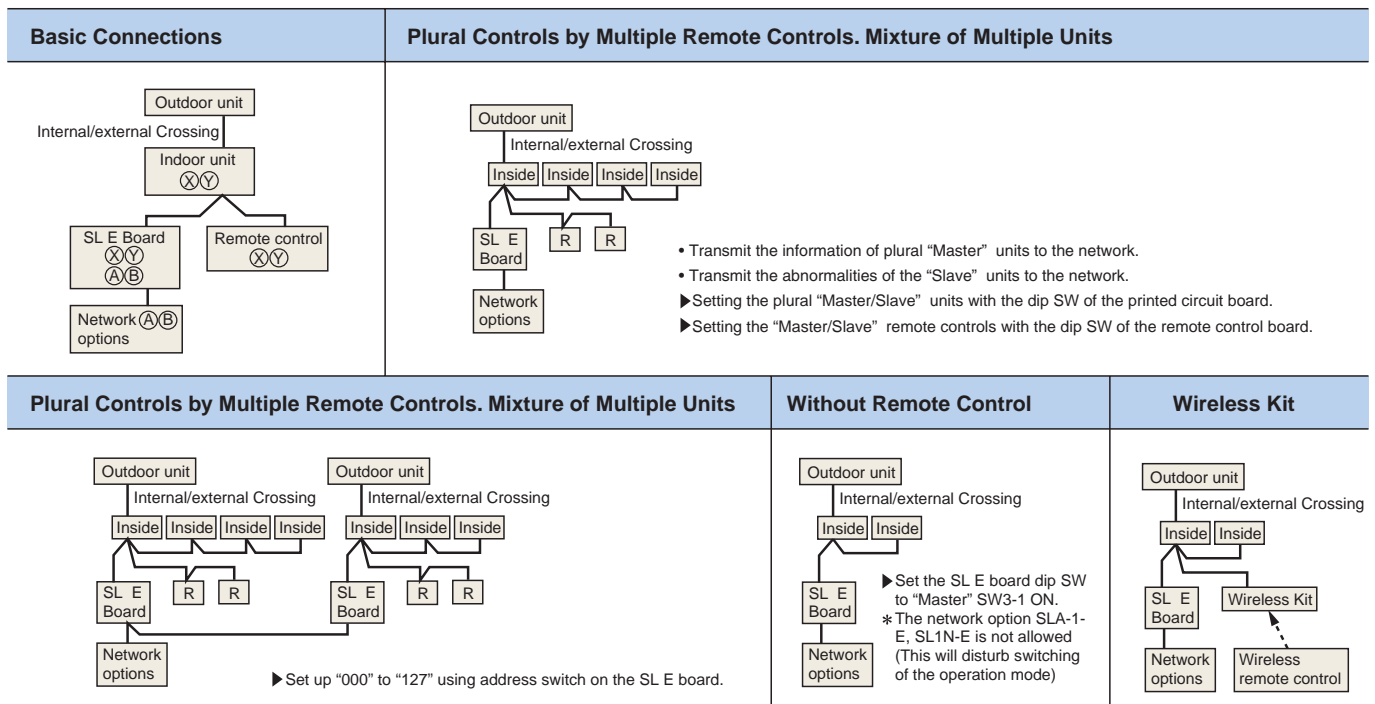 Basic Connections
Outdoor unit
Internal/external Crossing
Indoor unit
Ⓧ Ⓨ
SL E Board
Ⓧ Ⓨ
Ⓐ Ⓑ
Remote control
Ⓧ Ⓨ
Network Ⓐ Ⓑ
options
Plural Controls by Multiple Remote Controls. Mixture of Multiple Units
Outdoor unit
Internal/external Crossing
Inside Inside Inside Inside
SL E
Board
R R
Network
options
• Transmit the information of plural “Master” units to the network.
• Transmit the abnormalities of the “Slave” units to the network.
▶Setting the plural “Master/Slave” units with the dip SW of the printed circuit board.
▶Setting the “Master/Slave” remote controls with the dip SW of the remote control board.
Plural Controls by Multiple Remote Controls. Mixture of Multiple Units
Outdoor unit
Internal/external Crossing
Inside Inside Inside Inside
SL E
Board
R R
Network
options
Outdoor unit
Internal/external Crossing
Inside Inside Inside
SL E
Board
R R
▶Set up “000” to “127” using address switch on the SL E board.
Without Remote Control
Outdoor unit
Internal/external Crossing
Inside Inside
SL E
Board
Network
options
▶Set the SL E board dip SW
to “Master” SW3-1 ON.
＊The network option SLA-1-
E, SL1N-E is not allowed
(This will disturb switching
of the operation mode)
Wireless Kit
Outdoor unit
Internal/external Crossing
Inside Inside
SL E
Board
Wireless Kit
Network
options
Wireless
remote control